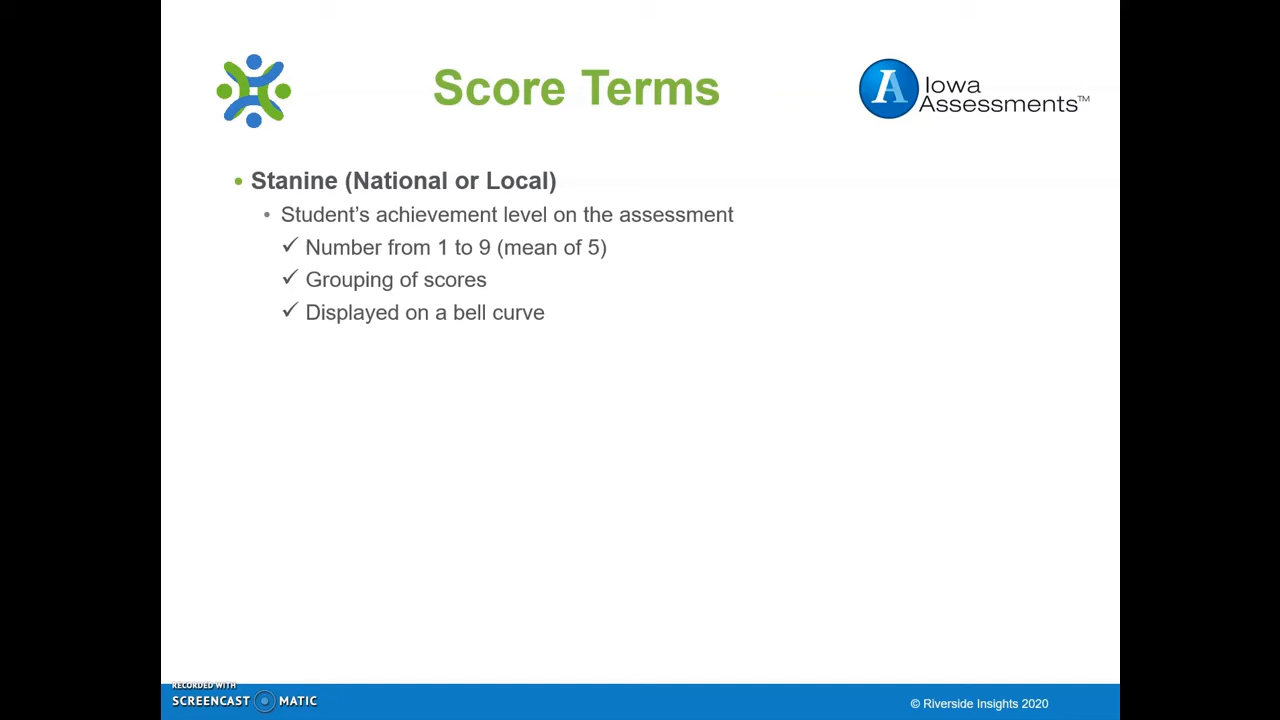 Score Terms
A Iowa
Assessments™
• Stanine (National or Local)
• Student's achievement level on the assessment
✓ Number from 1 to 9 (mean of 5)
✓ Grouping of scores
✓ Displayed on a bell curve
RECORDED WITH
SCREENCAST MATIC
© Riverside Insights 2020